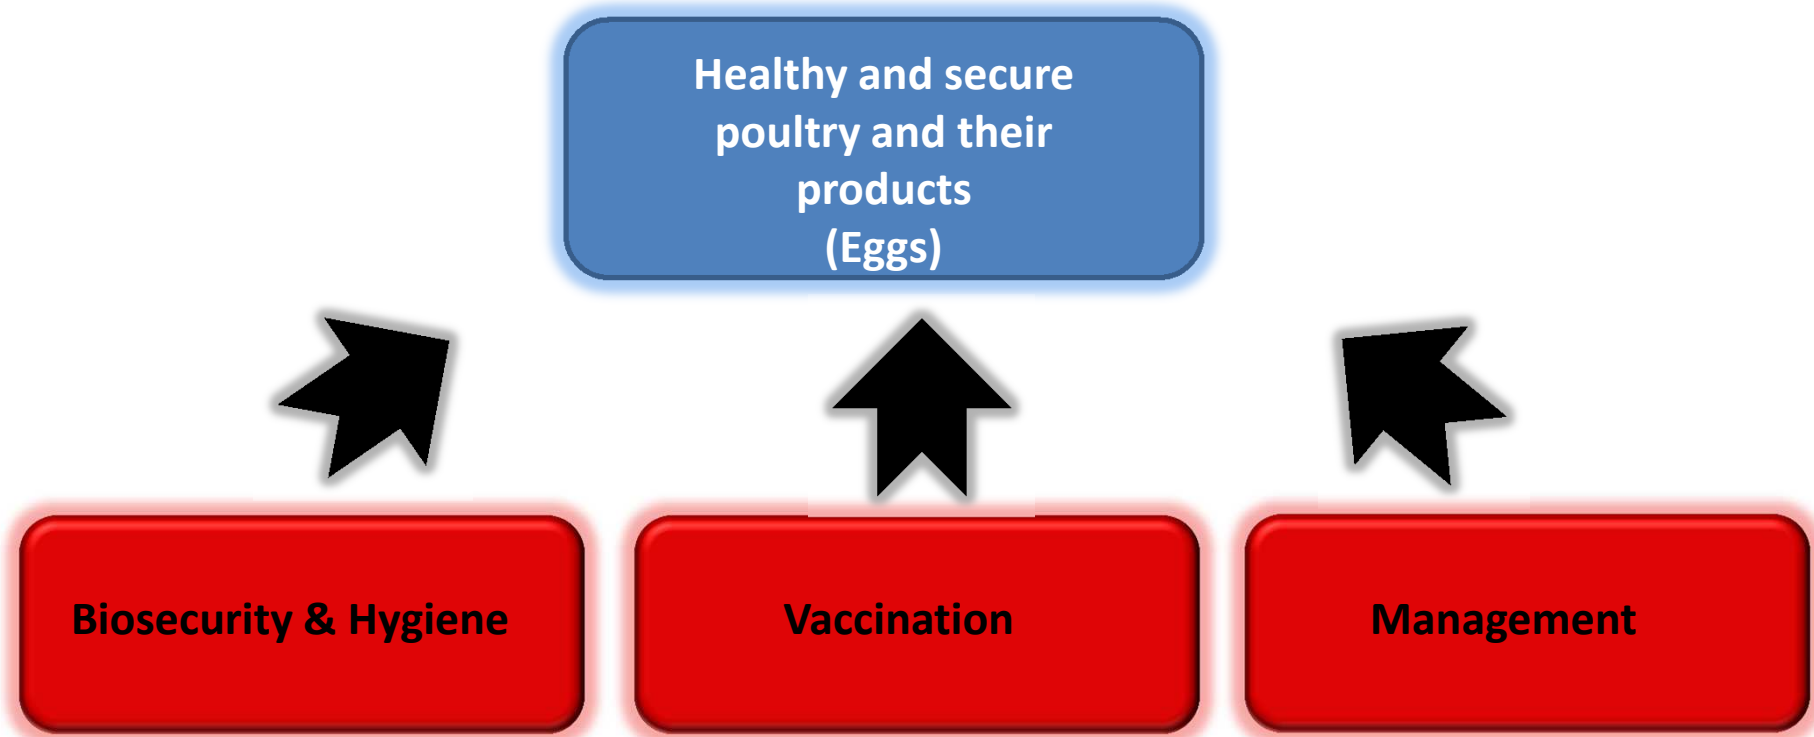 Healthy and secure
poultry and their
products
(Eggs)
Biosecurity & Hygiene
Vaccination
Management